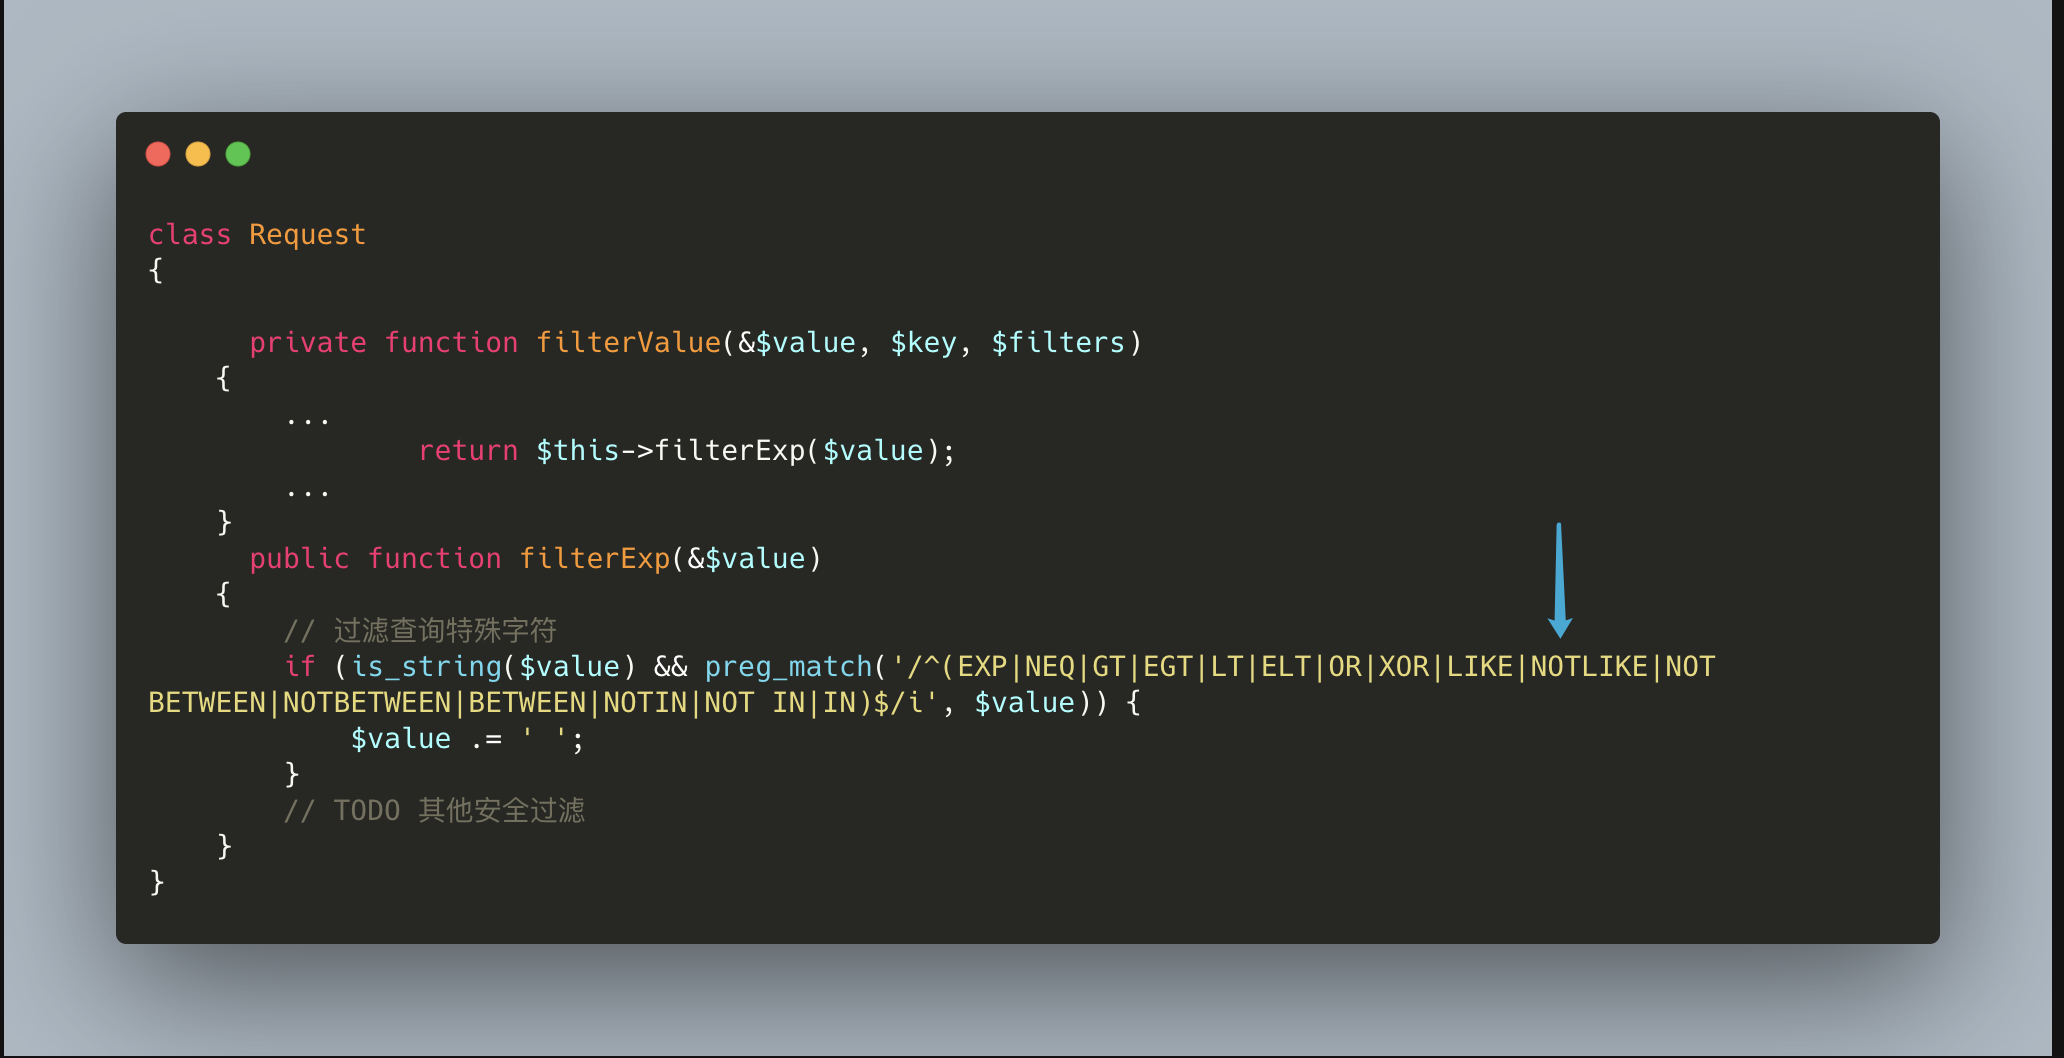 class Request
{
private function filterValue(&$value, $key, $filters)
{
...
return $this->filterExp($value);
...
}
public function filterExp(&$value)
{
// 过滤查询特殊字符
if (is_string($value) && preg_match('/^(EXP|NEQ|GT|EGT|LT|ELT|OR|XOR|LIKE|NOTLIKE|NOT
BETWEEN|NOTBETWEEN|BETWEEN|NOTIN|NOT IN|IN)$/i', $value)) {
$value .= ' ';
}
// TODO 其他安全过滤
}
}